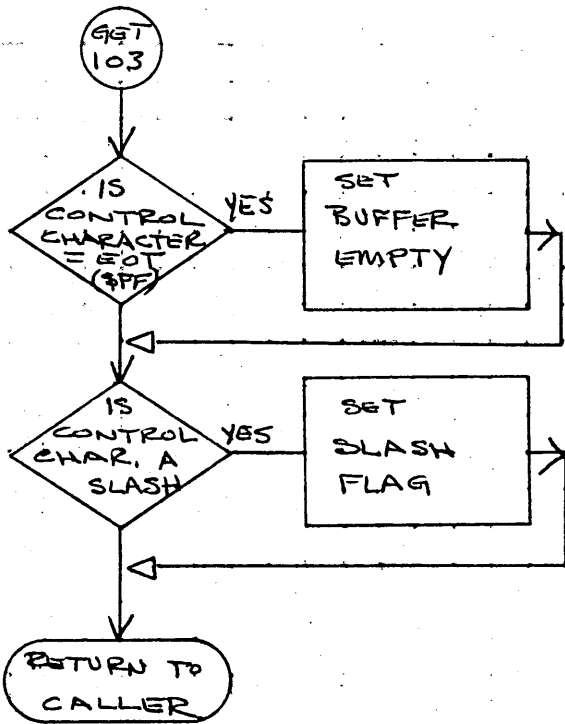 GET
103
IS
CONTROL
CHARACTER
= EOT
($PF)
YES
SET
BUFFER
EMPTY
IS
CONTROL
CHAR. A
SLASH
YES
SET
SLASH
FLAG
RETURN TO
CALLER